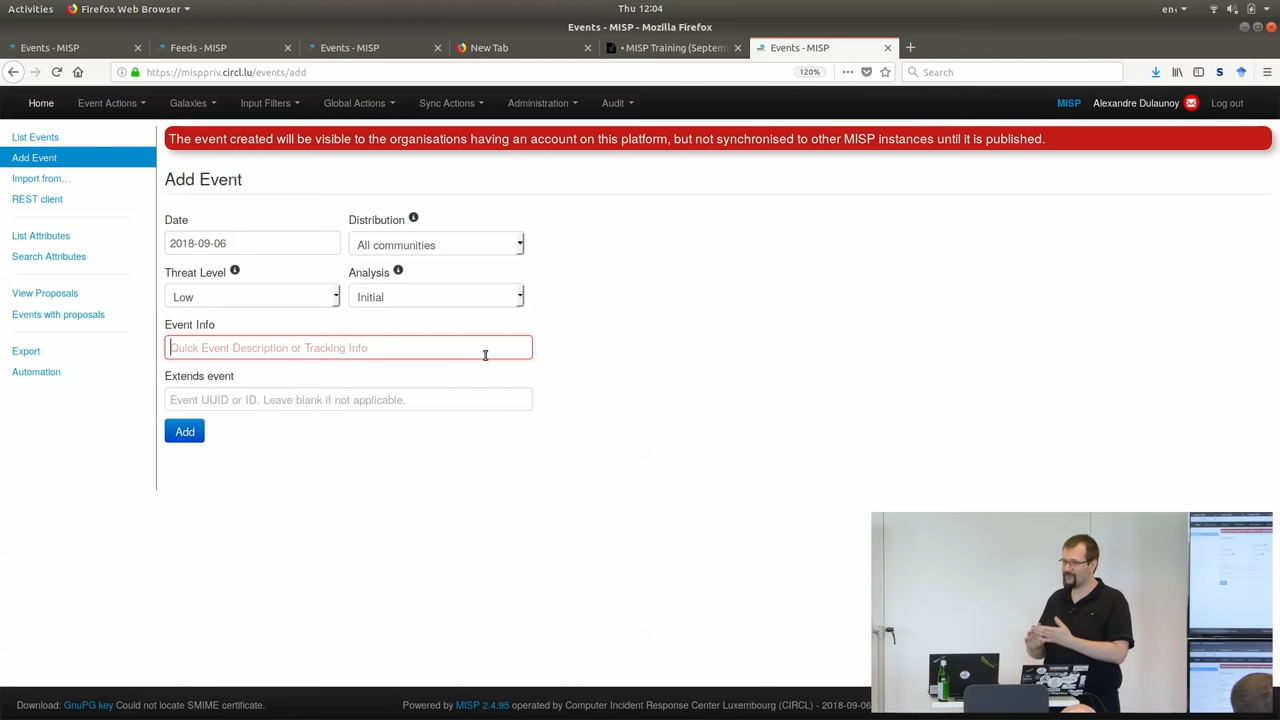 Activities Firefox Web Browser Thu 12:04 en₁
Events - MISP - Mozilla Firefox
Events - MISP Feeds - MISP Events - MISP New Tab • MISP Training (Septem Events - MISP
https://misppriv.circl.lu/events/add 120% Search
Home Event Actions Galaxies Input Filters Global Actions Sync Actions Administration Audit MISP Alexandre Dulaunoy Log out
List Events
Add Event
Import from…
REST client
List Attributes
Search Attributes
View Proposals
Events with proposals
Export
Automation
The event created will be visible to the organisations having an account on this platform, but not synchronised to other MISP instances until it is published.
Add Event
Date Distribution
2018-09-06 All communities
Threat Level Analysis
Low Initial
Event Info
Quick Event Description or Tracking Info
Extends event
Event UUID or ID. Leave blank if not applicable.
Add
Download: GnuPG key Could not locate SMIME certificate. Powered by MISP 2.4.95 operated by Computer Incident Response Center Luxembourg (CIRCL) - 2018-09-06